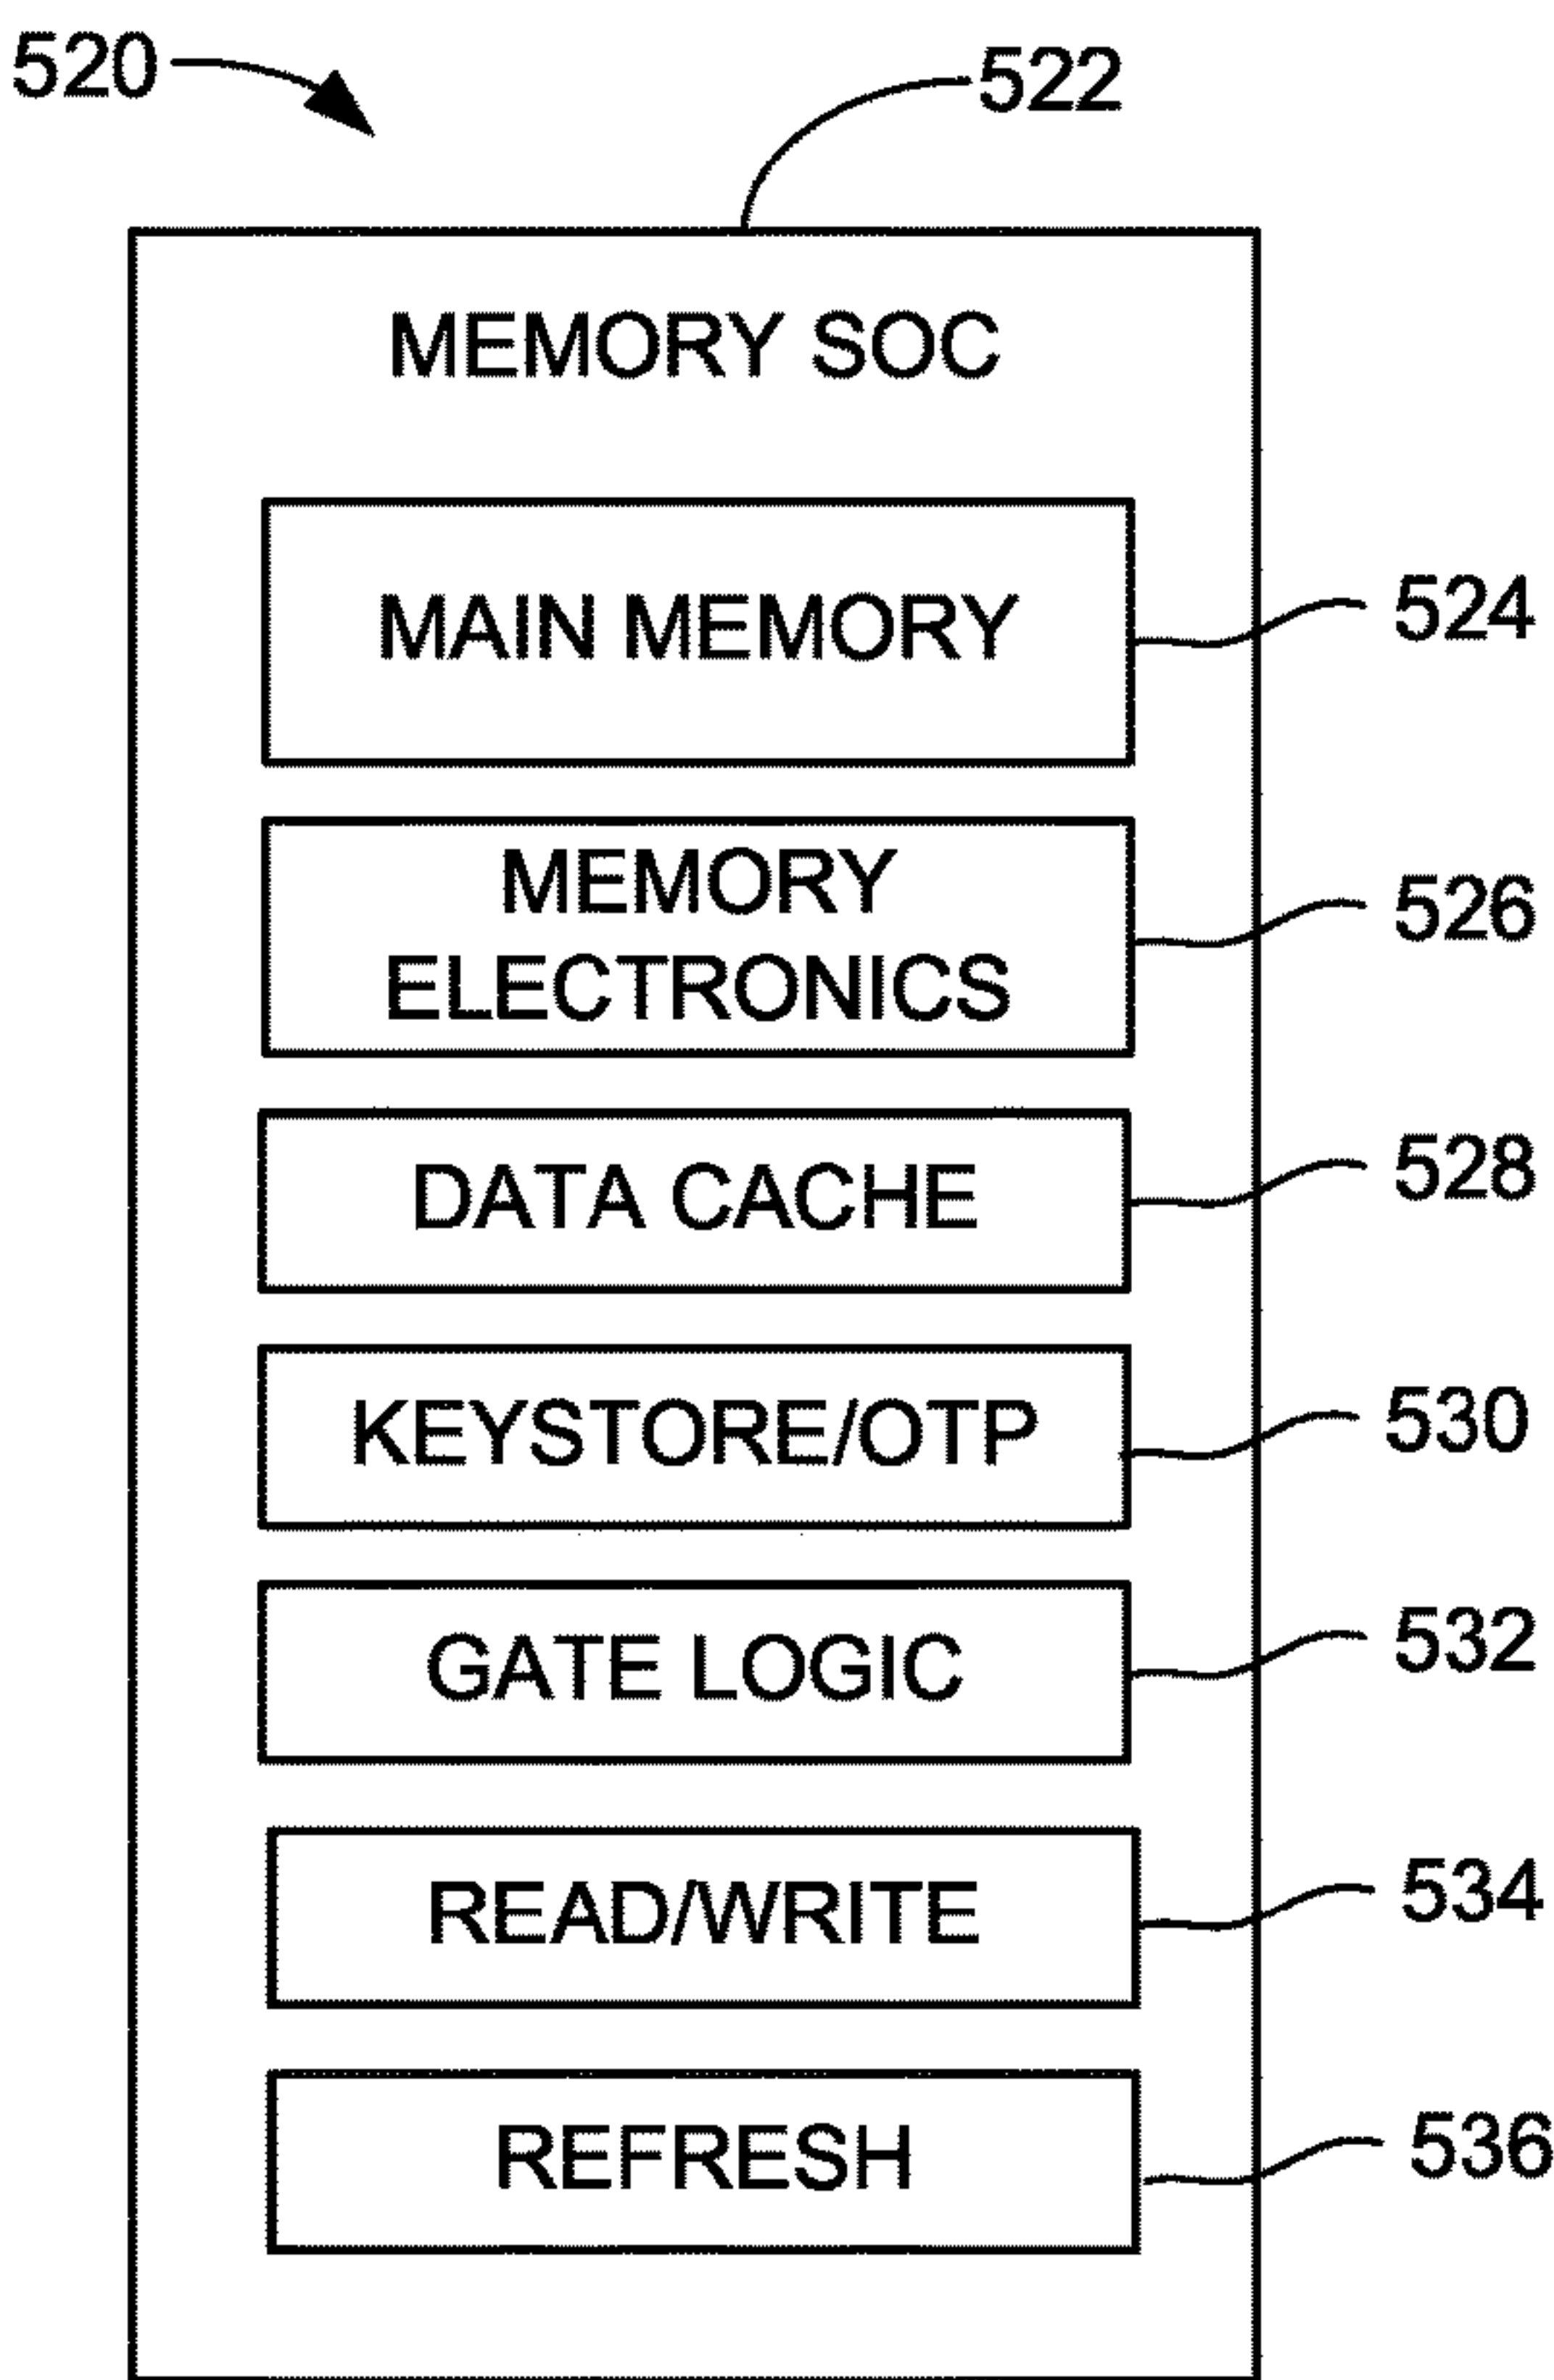 520
522
MEMORY SOC
MAIN MEMORY
524
MEMORY
ELECTRONICS
526
DATA CACHE
528
KEYSTORE/OTP
530
GATE LOGIC
532
READ/WRITE
534
REFRESH
536